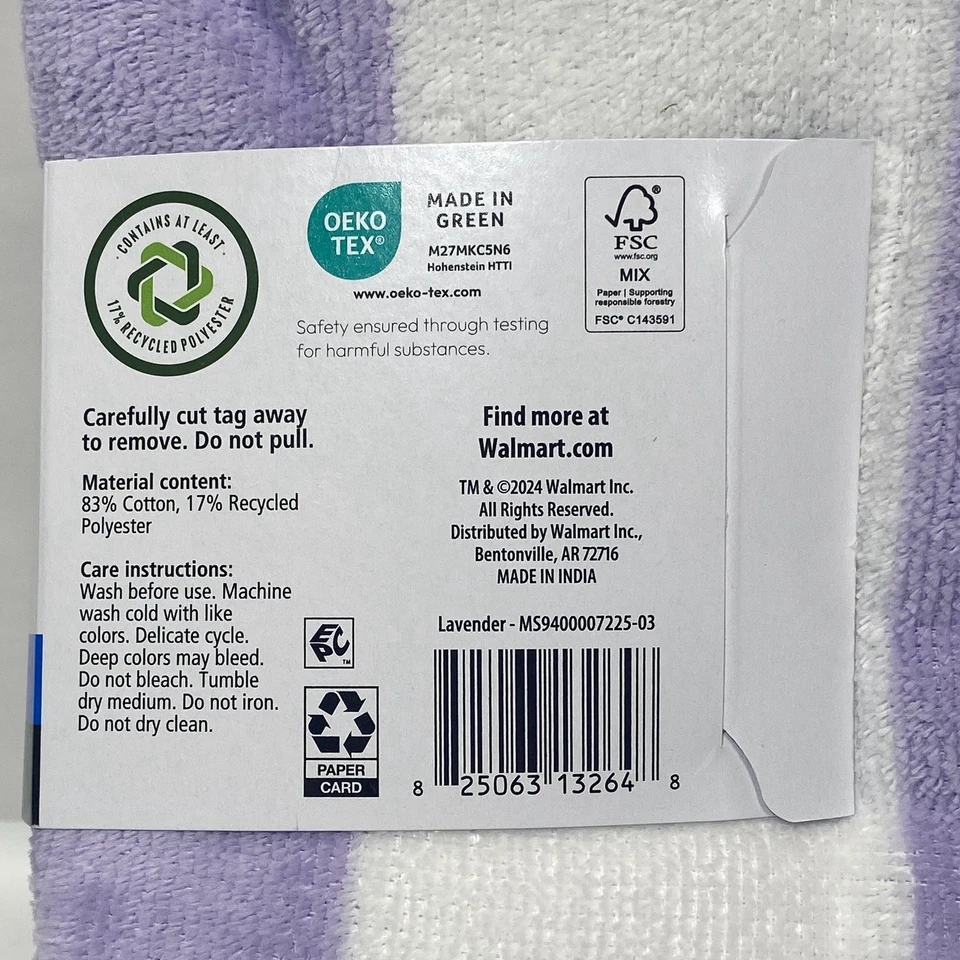 · CONTAINS AT LEAST ·
17% RECYCLED POLYESTER
OEKO
TEX®
MADE IN
GREEN
M27MKC5N6
Hohenstein HTTI
www.oeko-tex.com
Safety ensured through testing
for harmful substances.
®
FSC
www.fsc.org
MIX
Paper | Supporting
responsible forestry
FSC® C143591
Carefully cut tag away
to remove. Do not pull.
Material content:
83% Cotton, 17% Recycled
Polyester
Care instructions:
Wash before use. Machine
wash cold with like
colors. Delicate cycle.
Deep colors may bleed.
Do not bleach. Tumble
dry medium. Do not iron.
Do not dry clean.
EPC
TM
PAPER
CARD
Find more at
Walmart.com
TM & ©2024 Walmart Inc.
All Rights Reserved.
Distributed by Walmart Inc.,
Bentonville, AR 72716
MADE IN INDIA
Lavender - MS9400007225-03
8 25063 13264 8